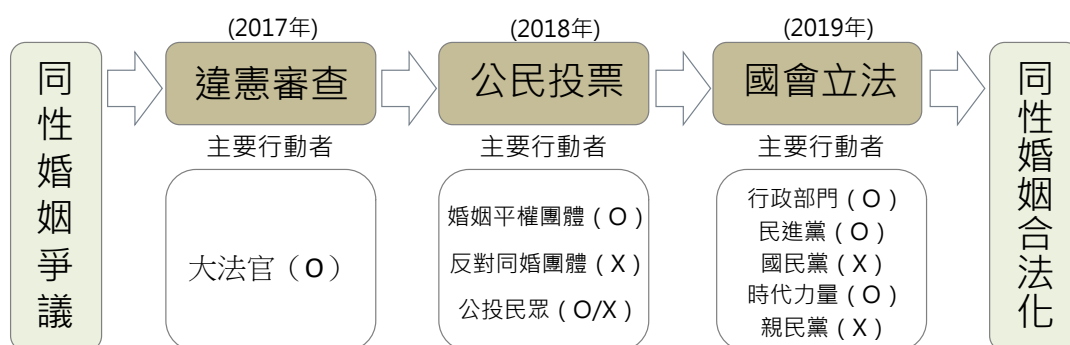 同性婚姻爭議
(2017年)
違憲審查
主要行動者
大法官（O）
(2018年)
公民投票
主要行動者
婚姻平權團體（O）
反對同婚團體（X）
公投民眾（O/X）
(2019年)
國會立法
主要行動者
行政部門（O）
民進黨（O）
國民黨（X）
時代力量（O）
親民黨（X）
同性婚姻合法化